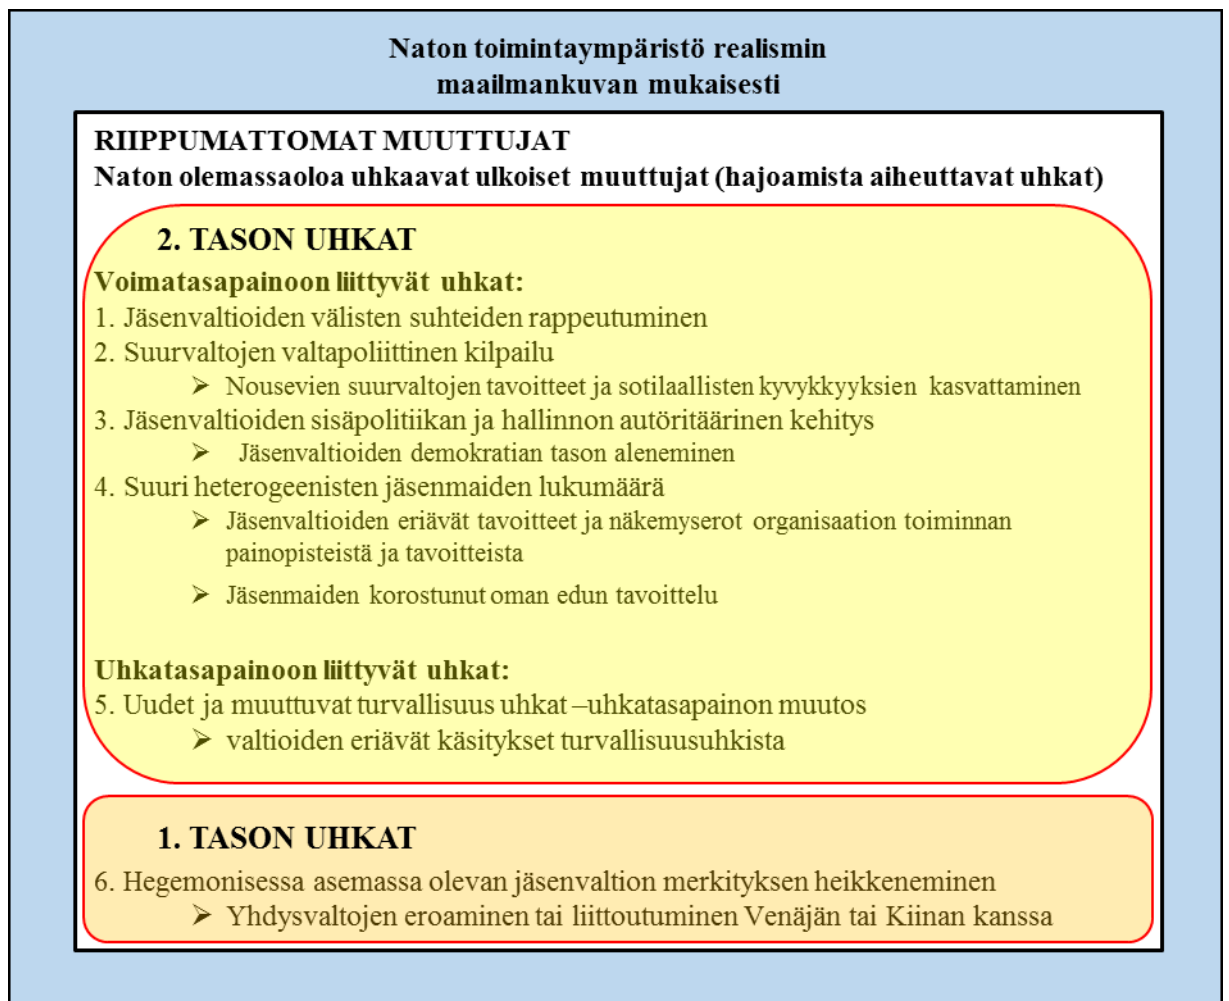 Naton toimintaympäristö realismin
maailmankuvan mukaisesti
RIIPPUMATTOMAT MUUTTUJAT
Naton olemassaoloa uhkaavat ulkoiset muuttujat (hajoamista aiheuttavat uhkat)
2. TASON UHKAT
Voimatasapainoon liittyvät uhkat:
1. Jäsenvaltioiden välisten suhteiden rappeutuminen
2. Suurvaltojen valtapoliittinen kilpailu
➢ Nousevien suurvaltojen tavoitteet ja sotilaallisten kyvykkyyksien kasvattaminen
3. Jäsenvaltioiden sisäpolitiikan ja hallinnon autöritäärinen kehitys
➢ Jäsenvaltioiden demokratian tason aleneminen
4. Suuri heterogeenisten jäsenmaiden lukumäärä
➢ Jäsenvaltioiden eriävät tavoitteet ja näkemyserot organisaation toiminnan
painopisteistä ja tavoitteista
➢ Jäsenmaiden korostunut oman edun tavoittelu
Uhkatasapainoon liittyvät uhkat:
5. Uudet ja muuttuvat turvallisuus uhkat –uhkatasapainon muutos
➢ valtioiden eriävät käsitykset turvallisuusuhkista
1. TASON UHKAT
6. Hegemonisessa asemassa olevan jäsenvaltion merkityksen heikkeneminen
➢ Yhdysvaltojen eroaminen tai liittoutuminen Venäjän tai Kiinan kanssa